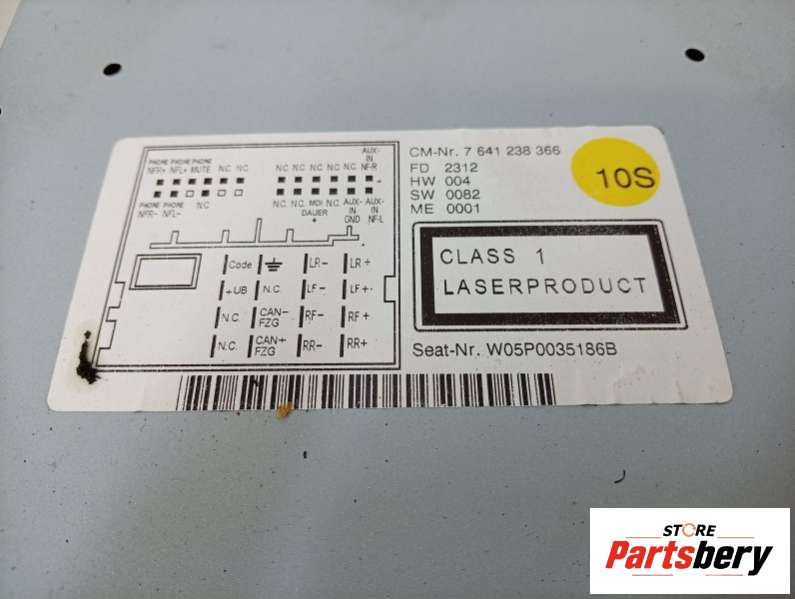 PHONE PHONE PHONE
NFR+ NFL+ MUTE N.C N.C
PHONE PHONE
NFR- NFL- N.C
AUX-
IN
N.C N.C N.C N.C N.C NF-R
N.C N.C MDI AUX- AUX-
DAUER IN IN
+ GND NF-L
Code LR- LR+
+UB N.C. LF- LF+
N.C CAN- FZG RF- RF+
N.C. CAN+ FZG RR- RR+
CM-Nr. 7 641 238 366
FD 2312
HW 004
SW 0082
ME 0001
10S
CLASS 1
LASERPRODUCT
Seat-Nr. W05P0035186B
STORE
Partsbery